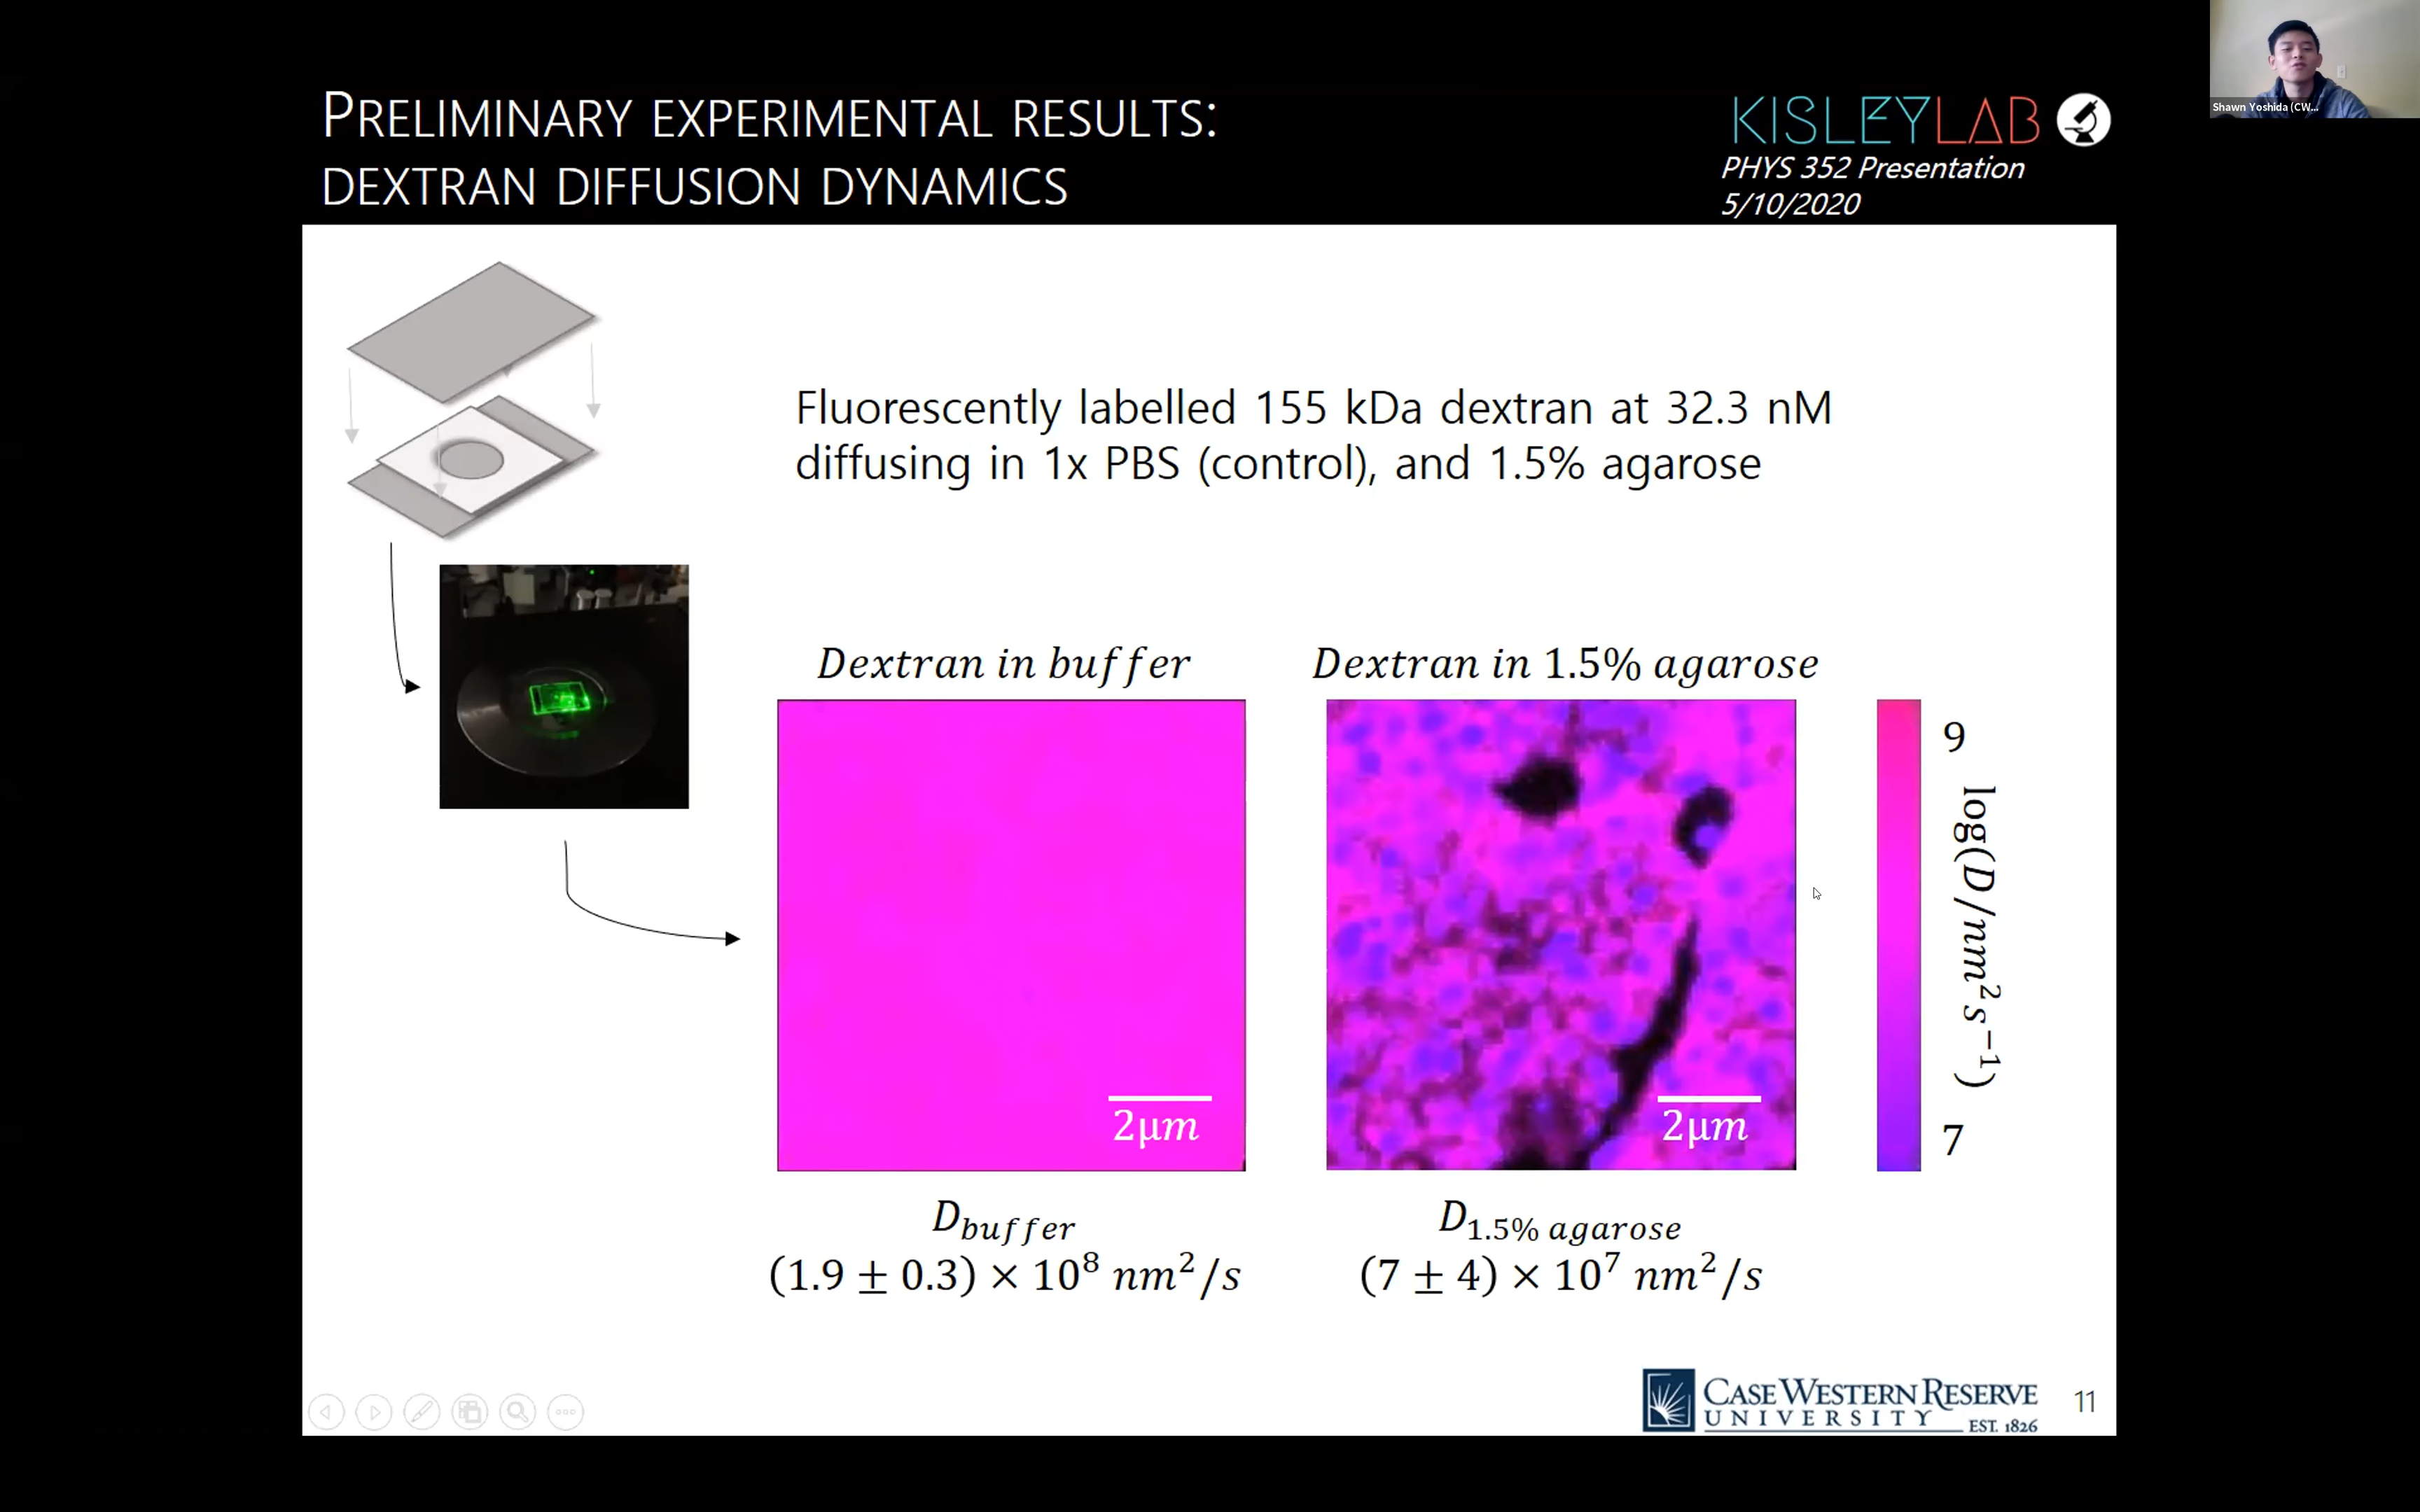 PRELIMINARY EXPERIMENTAL RESULTS:
DEXTRAN DIFFUSION DYNAMICS
KISLEYLAB
PHYS 352 Presentation
5/10/2020
Shawn Yoshida (CW...
Fluorescently labelled 155 kDa dextran at 32.3 nM
diffusing in 1x PBS (control), and 1.5% agarose
Dextran in buffer
Dextran in 1.5% agarose
2μm
2μm
9
log(D/nm²s⁻¹)
7
D_buffer
(1.9 ± 0.3) × 10⁸ nm²/s
D_1.5% agarose
(7 ± 4) × 10⁷ nm²/s
CASE WESTERN RESERVE
UNIVERSITY
EST. 1826
11